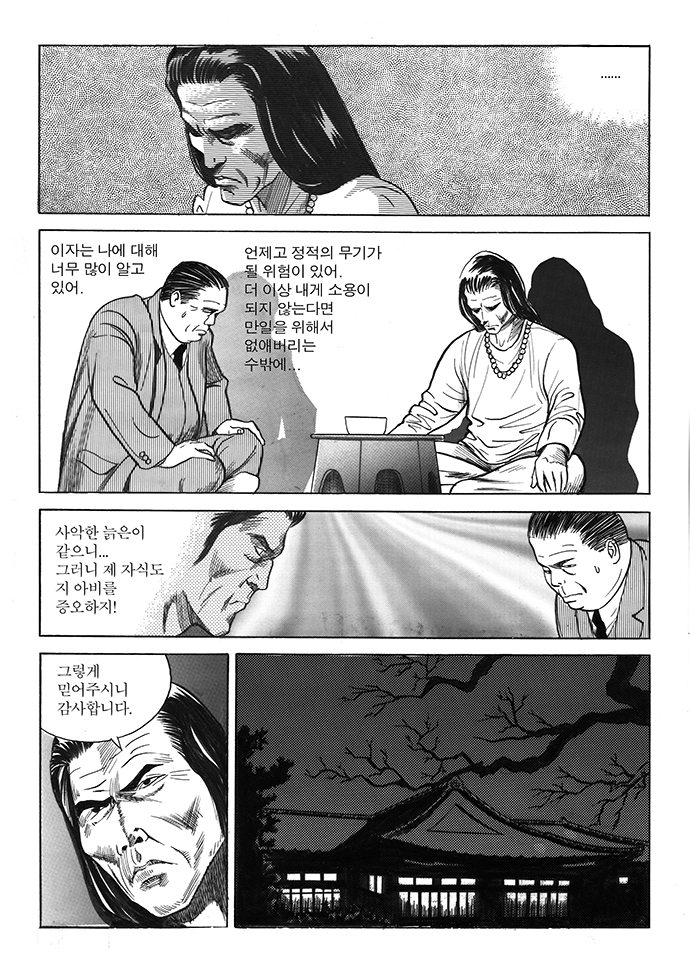 ......
이자는 나에 대해
너무 많이 알고
있어.
언제고 정적의 무기가
될 위험이 있어.
더 이상 내게 소용이
되지 않는다면
만일을 위해서
없애버리는
수밖에...
사악한 늙은이
같으니...
그러니 제 자식도
지 아비를
증오하지!
그렇게
믿어주시니
감사합니다.